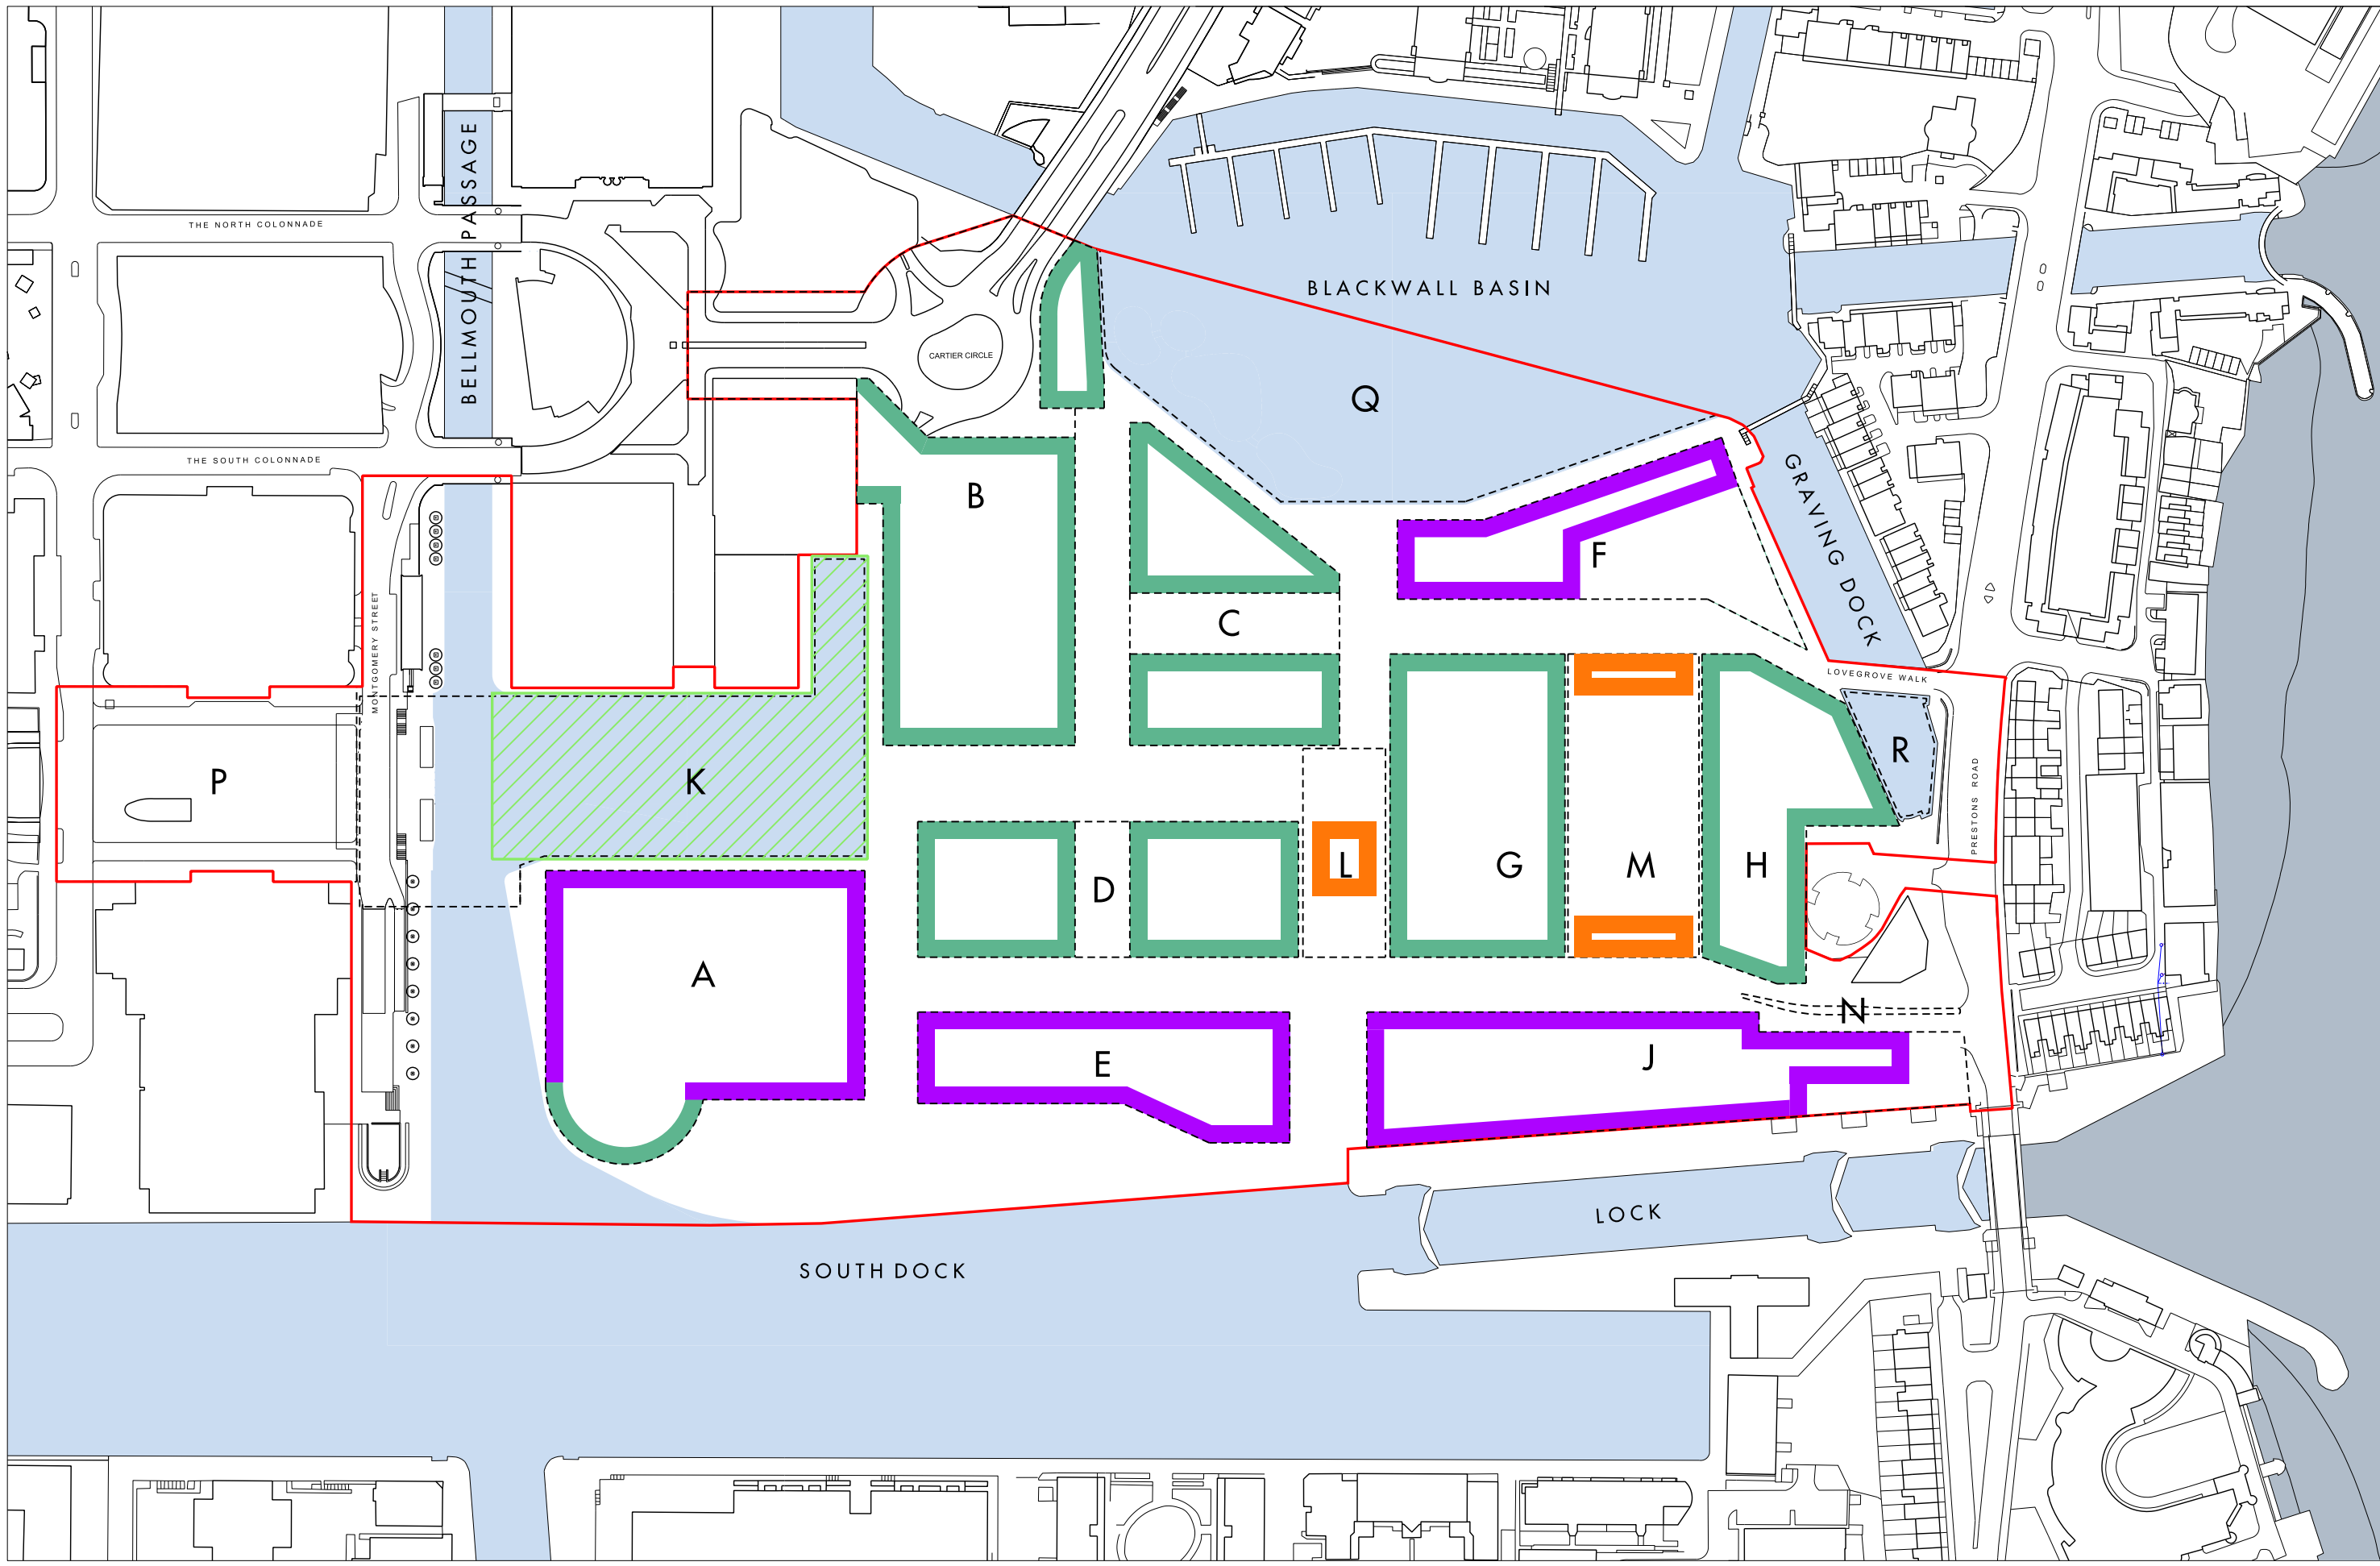 BELLMOUTH PASSAGE
THE NORTH COLONNADE
BLACKWALL BASIN
CARTIER CIRCLE
Q
THE SOUTH COLONNADE
B
GRAVING DOCK
F
C
MONTGOMERY STREET
LOVEGROVE WALK
R
P
K
PRESTONS ROAD
L
G
M
H
D
A
N
E
J
LOCK
SOUTH DOCK